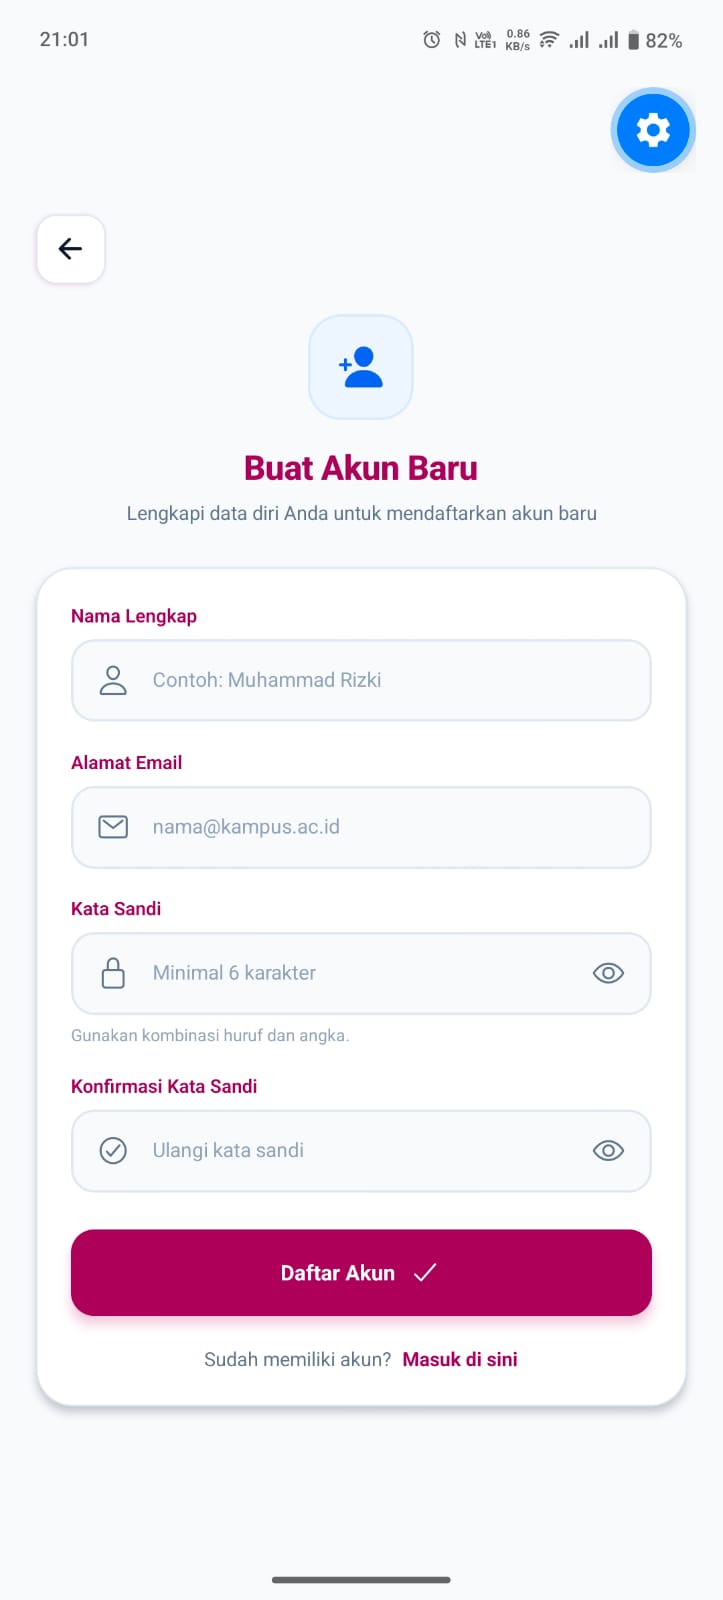 21:01
Vo) LTE1 0.86 KB/s 82%
Buat Akun Baru
Lengkapi data diri Anda untuk mendaftarkan akun baru
Nama Lengkap
Contoh: Muhammad Rizki
Alamat Email
nama@kampus.ac.id
Kata Sandi
Minimal 6 karakter
Gunakan kombinasi huruf dan angka.
Konfirmasi Kata Sandi
Ulangi kata sandi
Daftar Akun
Sudah memiliki akun? Masuk di sini